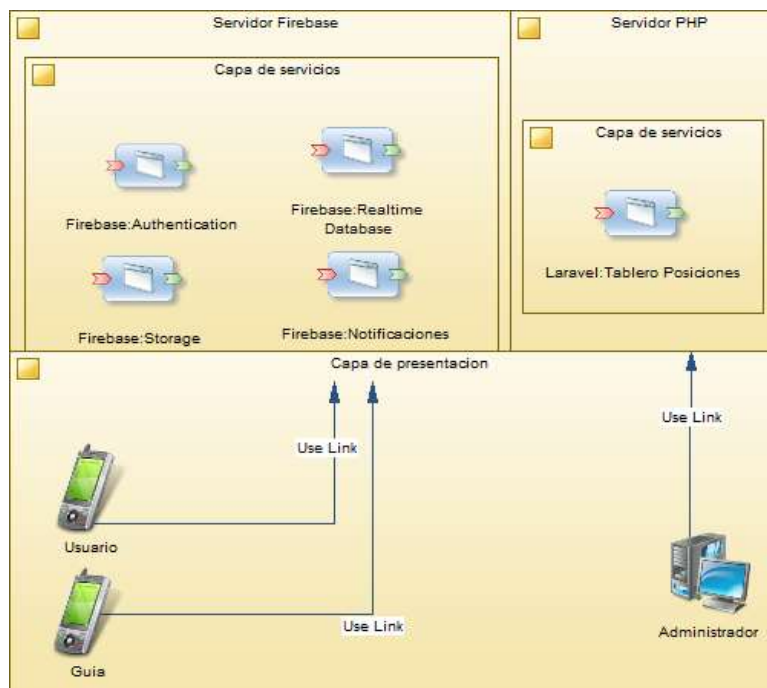 Servidor Firebase
Servidor PHP
Capa de servicios
Capa de servicios
Firebase:Authentication
Firebase:Realtime
Database
Laravel:Tablero Posiciones
Firebase:Storage
Firebase:Notificaciones
Capa de presentacion
Use Link
Use Link
Usuario
Use Link
Administrador
Guia